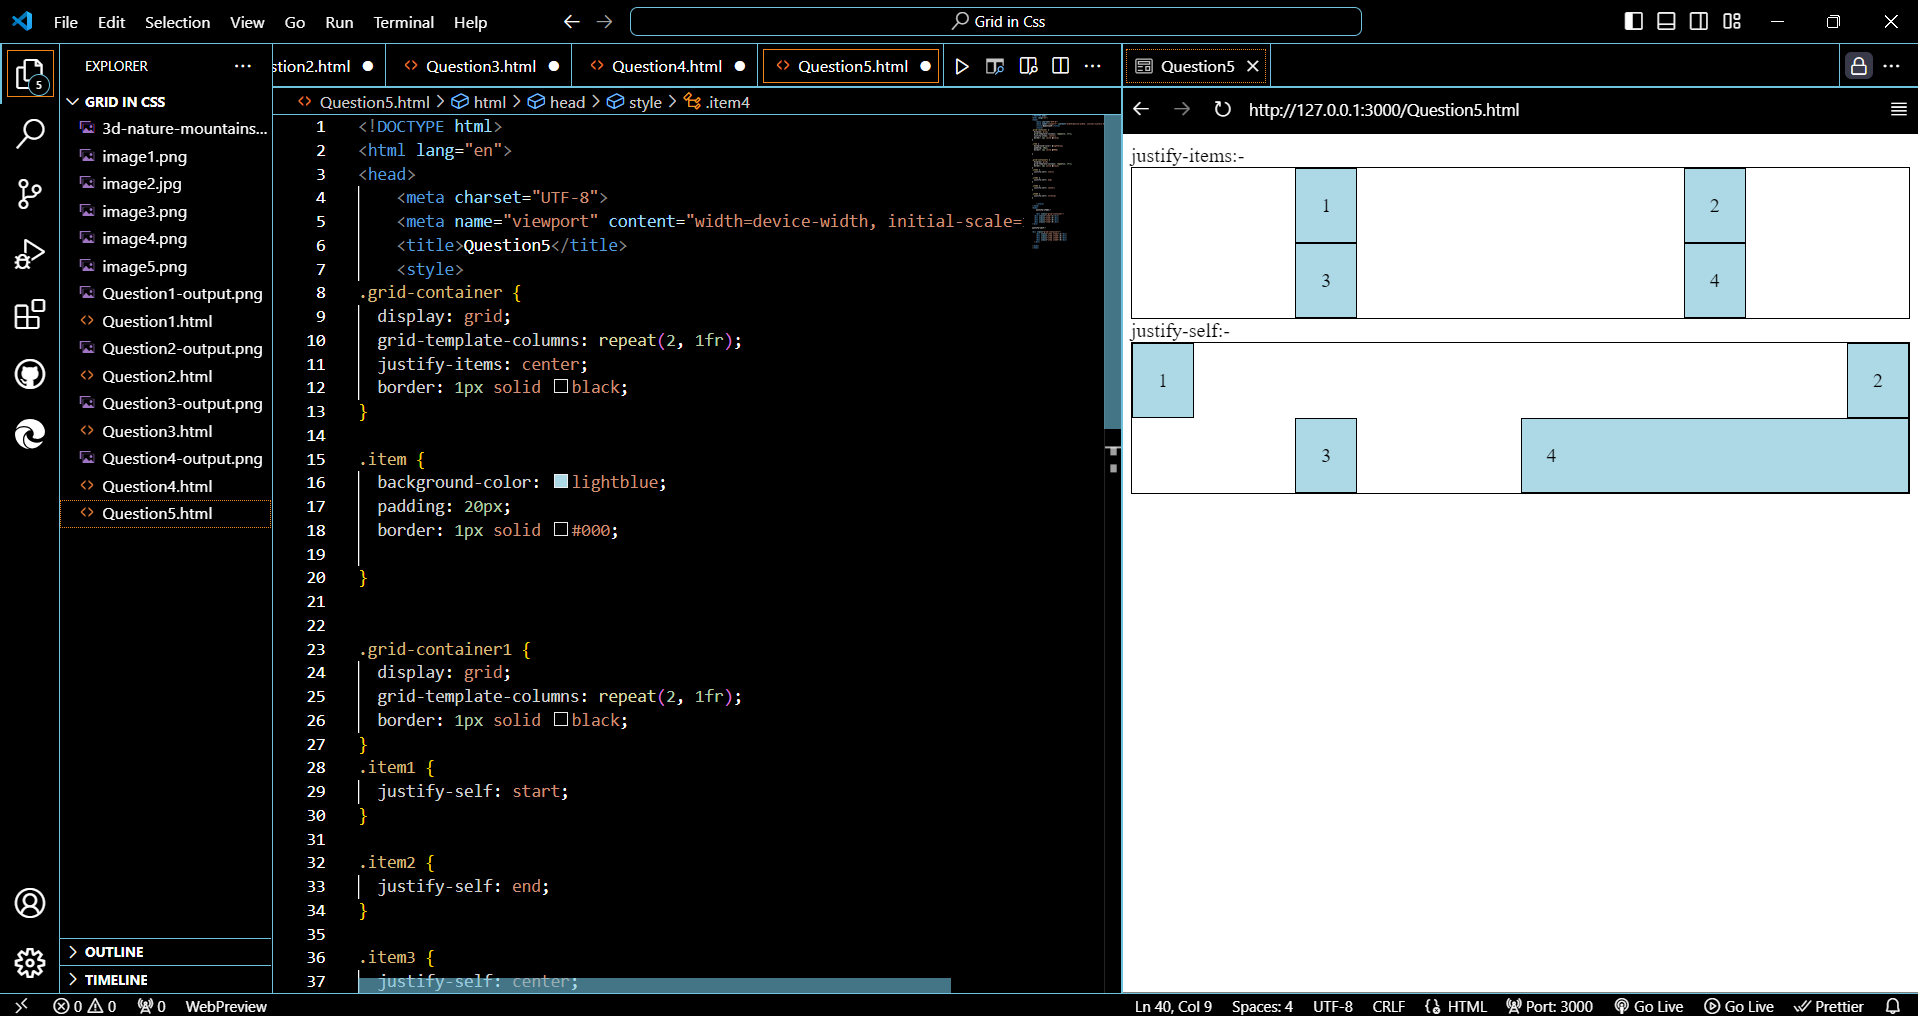 File Edit Selection View Go Run Terminal Help
Grid in Css
EXPLORER
GRID IN CSS
3d-nature-mountains...
image1.png
image2.jpg
image3.png
image4.png
image5.png
Question1-output.png
Question1.html
Question2-output.png
Question2.html
Question3-output.png
Question3.html
Question4-output.png
Question4.html
Question5.html
OUTLINE
TIMELINE
5
stion2.html Question3.html Question4.html Question5.html
Question5.html html head style .item4
1 <!DOCTYPE html>
2 <html lang="en">
3 <head>
4 <meta charset="UTF-8">
5 <meta name="viewport" content="width=device-width, initial-scale=
6 <title>Question5</title>
7 <style>
8 .grid-container {
9 display: grid;
10 grid-template-columns: repeat(2, 1fr);
11 justify-items: center;
12 border: 1px solid black;
13 }
14
15 .item {
16 background-color: lightblue;
17 padding: 20px;
18 border: 1px solid #000;
19
20 }
21
22
23 .grid-container1 {
24 display: grid;
25 grid-template-columns: repeat(2, 1fr);
26 border: 1px solid black;
27 }
28 .item1 {
29 justify-self: start;
30 }
31
32 .item2 {
33 justify-self: end;
34 }
35
36 .item3 {
37 justify-self: center;
Question5
http://127.0.0.1:3000/Question5.html
justify-items:-
1 2
3 4
justify-self:-
1 2
3 4
0 0 0 WebPreview Ln 40, Col 9 Spaces: 4 UTF-8 CRLF HTML Port: 3000 Go Live Go Live Prettier